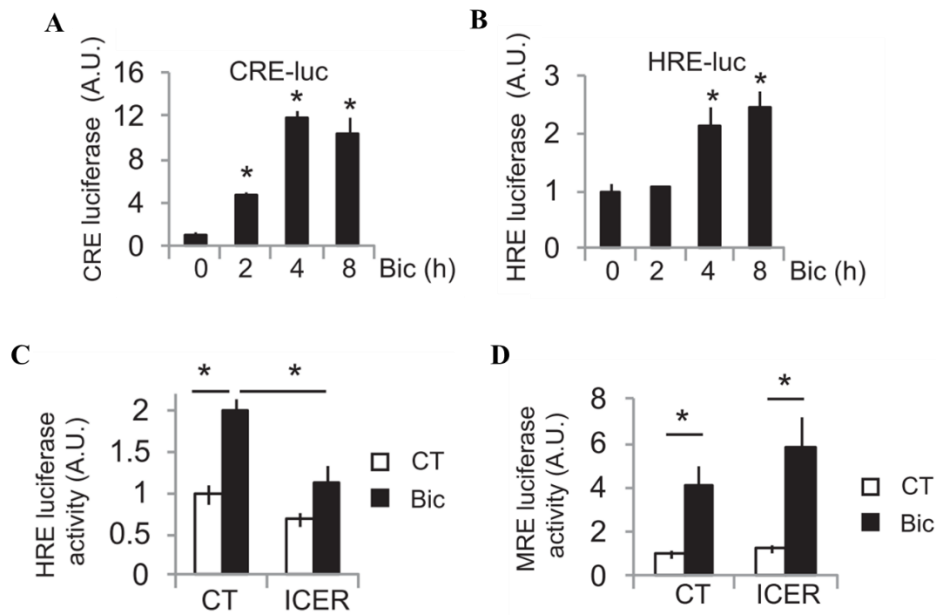 A
CRE luciferase (A.U.)
CRE-luc
16
12
8
4
0
*
*
*
0 2 4 8 Bic (h)
B
HRE luciferase (A.U.)
HRE-luc
3
2
1
0
*
*
0 2 4 8 Bic (h)
C
HRE luciferase
activity (A.U.)
2
1.5
1
0.5
*
*
CT
Bic
CT ICER
D
MRE luciferase
activity (A.U.)
8
6
4
2
0
*
*
CT
Bic
CT ICER